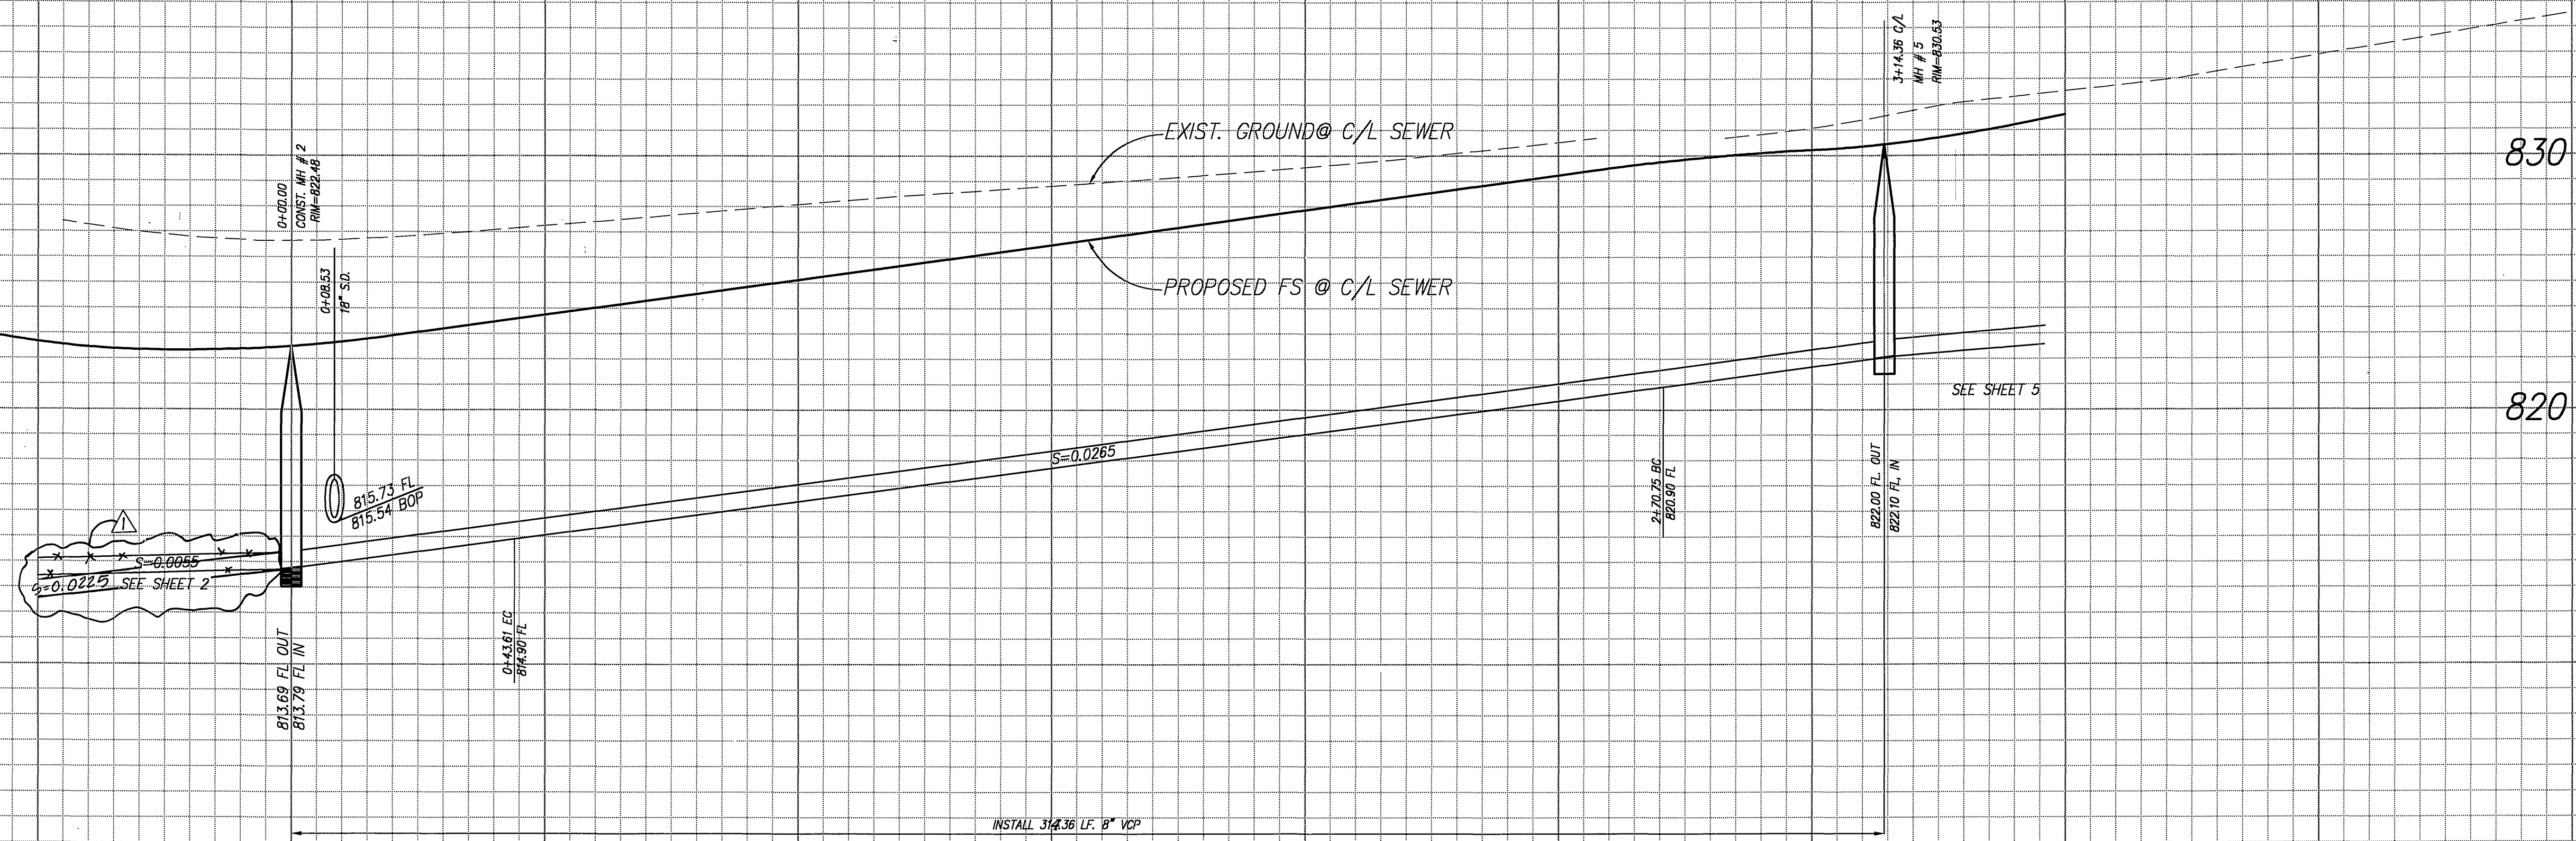 3+14.36 C/L
MH # 5
RIM=830.53
EXIST. GROUND@ C/L SEWER
830
0+00.00
CONST. MH # 2
RIM=822.48
0+08.53
18" S.D.
PROPOSED FS @ C/L SEWER
SEE SHEET 5
820
S=0.0265
815.73 FL
815.54 BOP
2+70.75 BC
820.90 FL
822.00 FL. OUT
822.10 FL, IN
1
S=0.0055
S=0.0225 SEE SHEET 2
0+43.61 EC
814.90 FL
813.69 FL OUT
813.79 FL IN
INSTALL 314.36 LF. 8" VCP